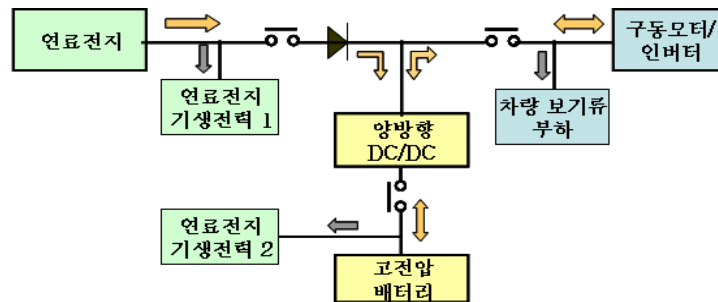 연료전지
구동모터/
인버터
연료전지
기생전력 1
차량 보기류
부하
양방향
DC/DC
연료전지
기생전력 2
고전압
배터리